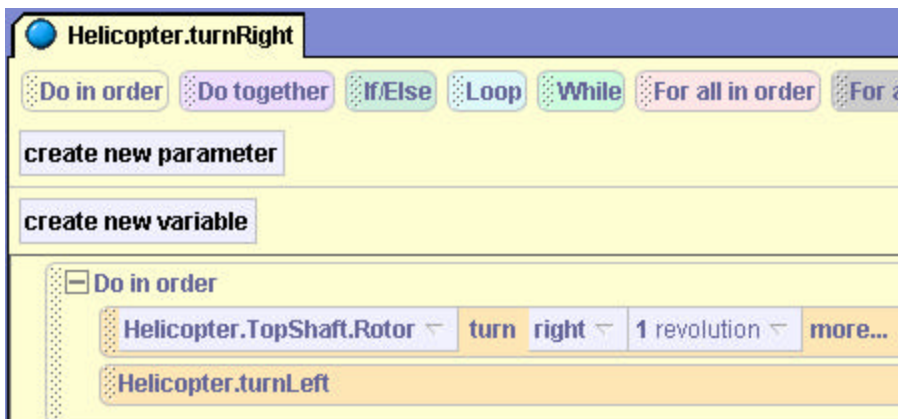 Helicopter.turnRight
Do in order Do together If/Else Loop While For all in order For a
create new parameter
create new variable
Do in order
Helicopter.TopShaft.Rotor turn right 1 revolution more...
Helicopter.turnLeft